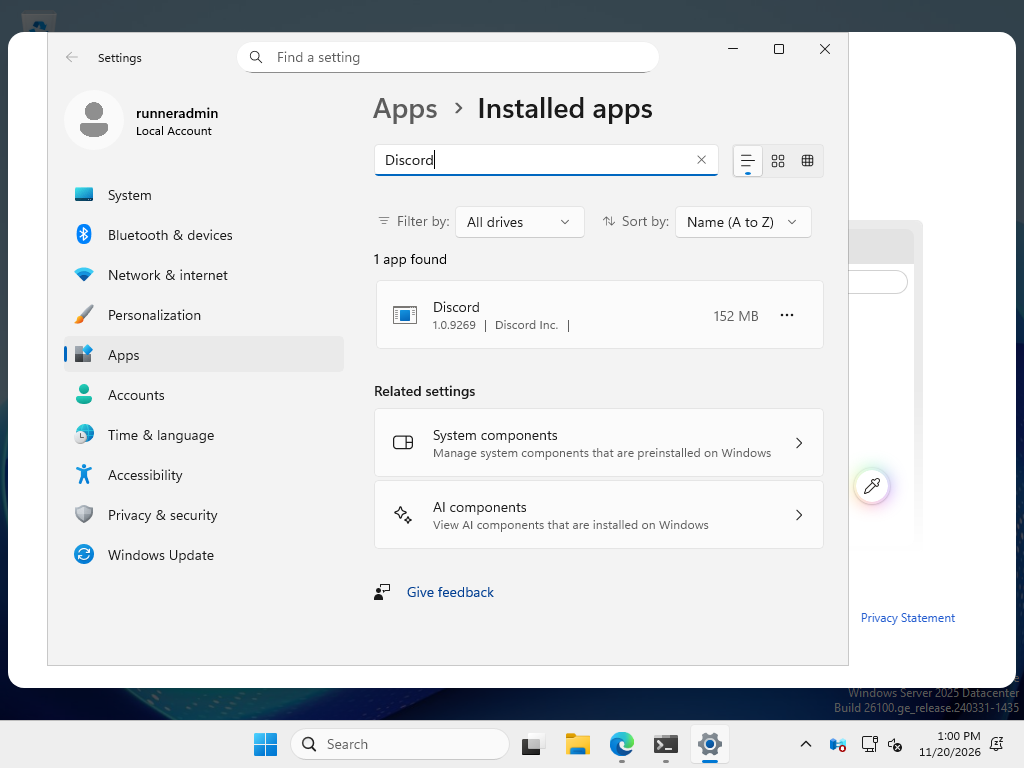 Settings
Find a setting
runneradmin
Local Account
System
Bluetooth & devices
Network & internet
Personalization
Apps
Accounts
Time & language
Accessibility
Privacy & security
Windows Update
Apps > Installed apps
Discord
Filter by: All drives Sort by: Name (A to Z)
1 app found
Discord
1.0.9269 | Discord Inc. |
152 MB
Related settings
System components
Manage system components that are preinstalled on Windows
AI components
View AI components that are installed on Windows
Give feedback
Privacy Statement
Windows Server 2025 Datacenter
Build 26100.ge_release.240331-1435
Search
1:00 PM
11/20/2026